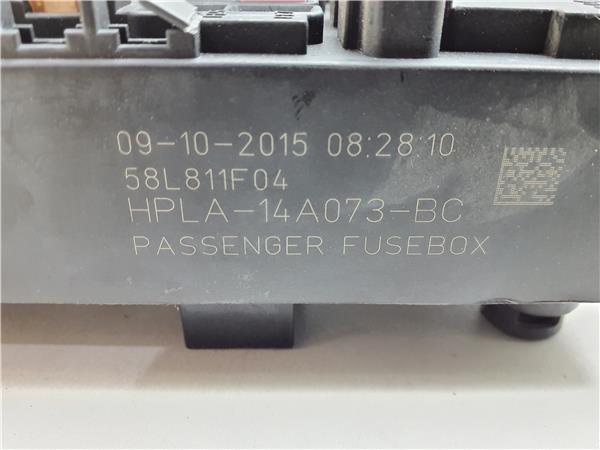 09-10-2015 08:28:10
58L811F04
HPLA-14A073-BC
PASSENGER FUSEBOX